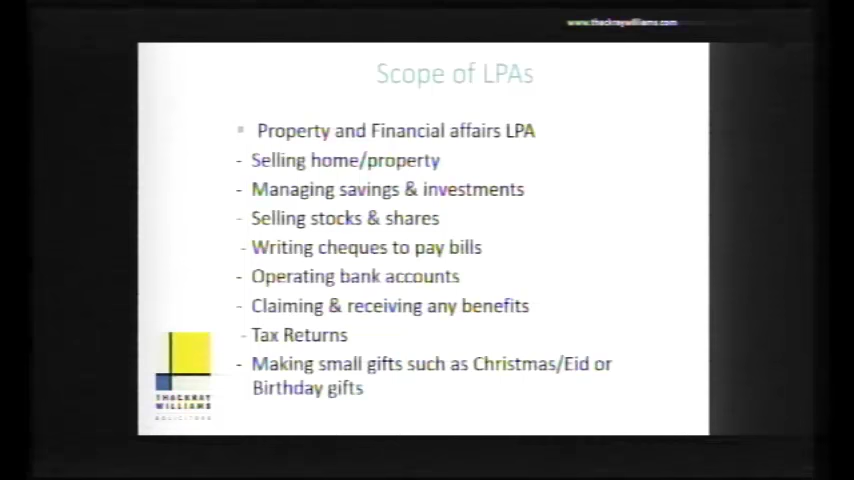 www.thackraywilliams.com
Scope of LPAs
▪ Property and Financial affairs LPA
- Selling home/property
- Managing savings & investments
- Selling stocks & shares
- Writing cheques to pay bills
- Operating bank accounts
- Claiming & receiving any benefits
- Tax Returns
- Making small gifts such as Christmas/Eid or
Birthday gifts
THACKRAY
WILLIAMS
SOLICITORS